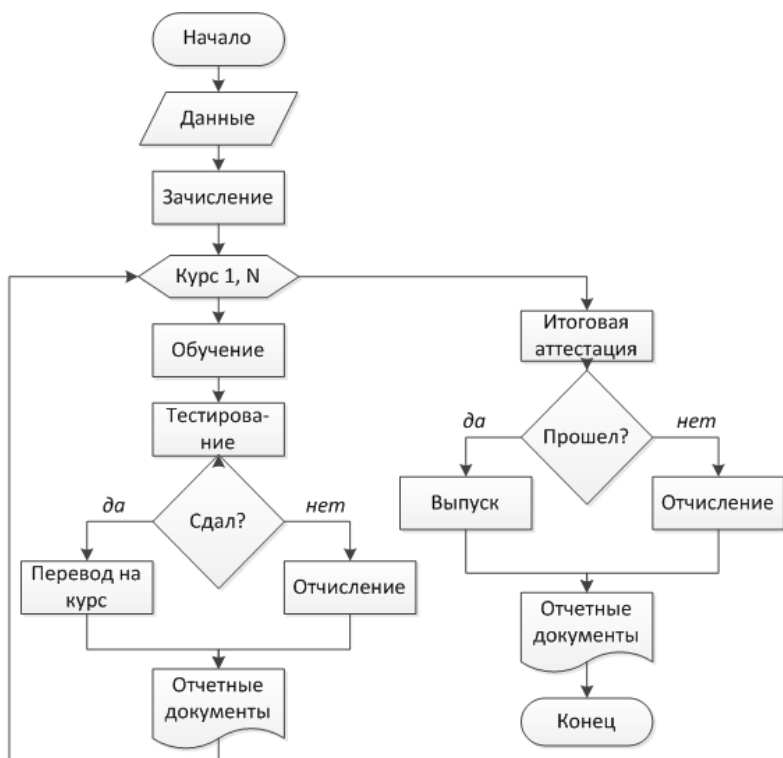 Начало
Данные
Зачисление
Курс 1, N
Обучение
Тестирова-
ние
Сдал?
да
нет
Перевод на
курс
Отчисление
Отчетные
документы
Итоговая
аттестация
Прошел?
да
нет
Выпуск
Отчисление
Отчетные
документы
Конец